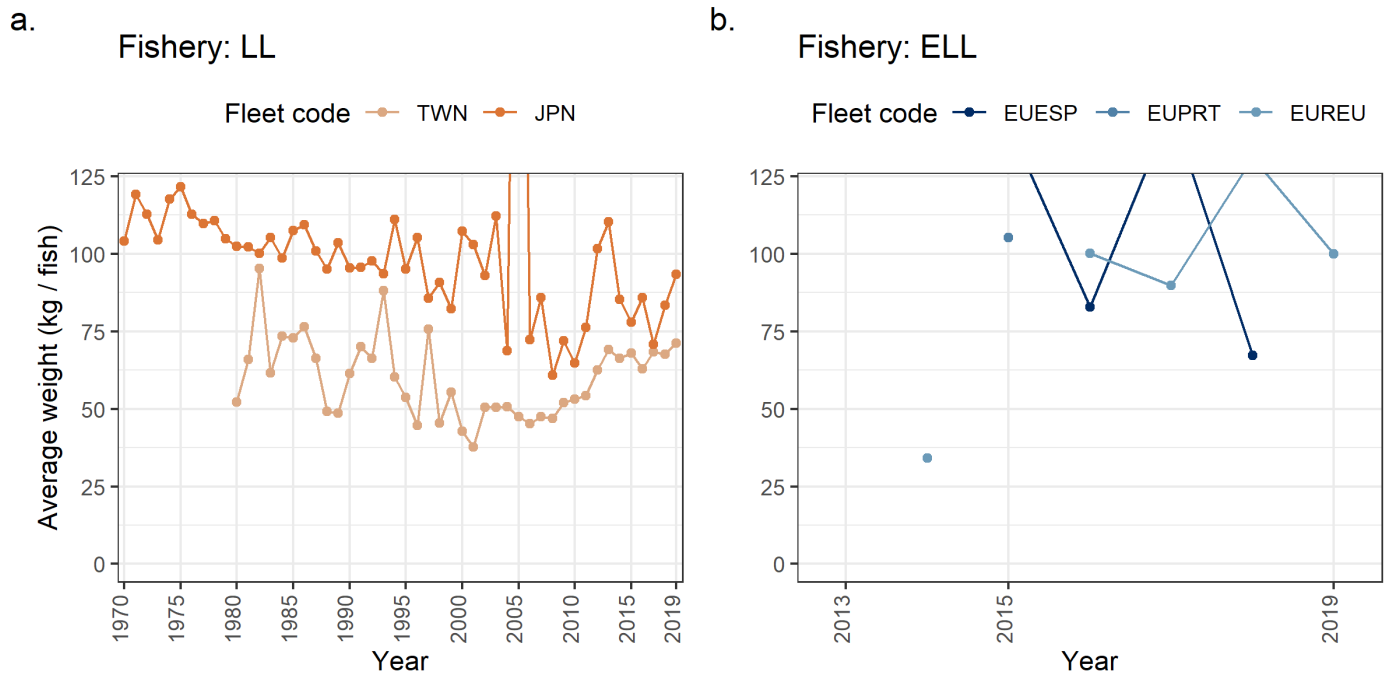 a.
Fishery: LL
Fleet code TWN JPN
Average weight (kg / fish)
125
100
75
50
25
0
1970 1975 1980 1985 1990 1995 2000 2005 2010 2015 2019
Year
b.
Fishery: ELL
Fleet code EUESP EUPRT EUREU
125
100
75
50
25
0
2013 2015 2019
Year